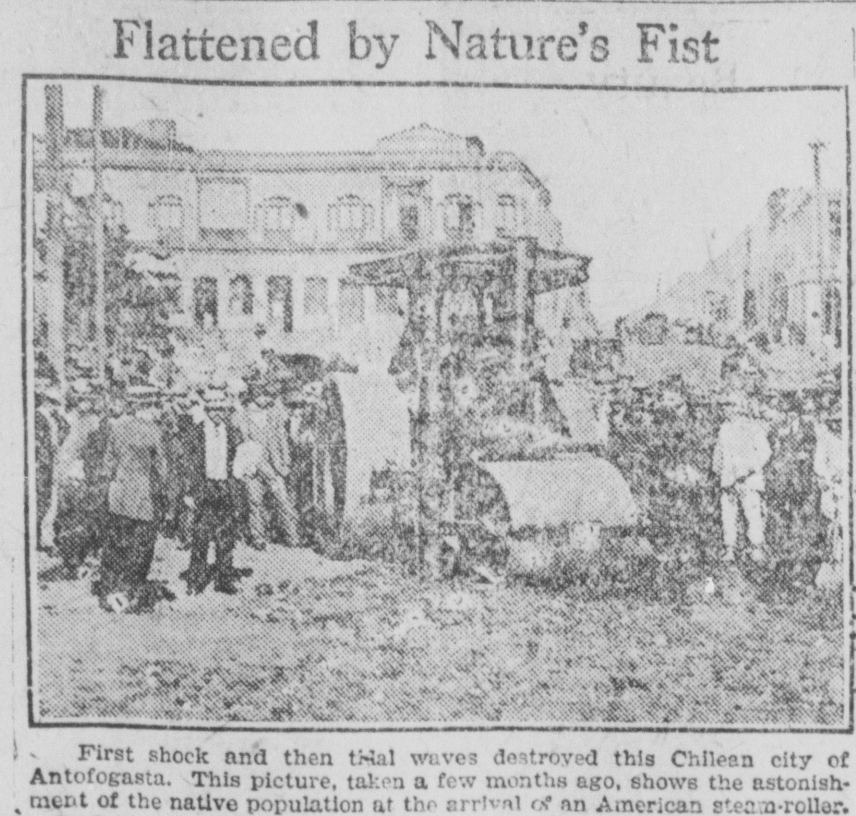 Flattened by Nature's Fist
First shock and then tidal waves destroyed this Chilean city of
Antofogasta. This picture, taken a few months ago, shows the astonish-
ment of the native population at the arrival of an American steam-roller.